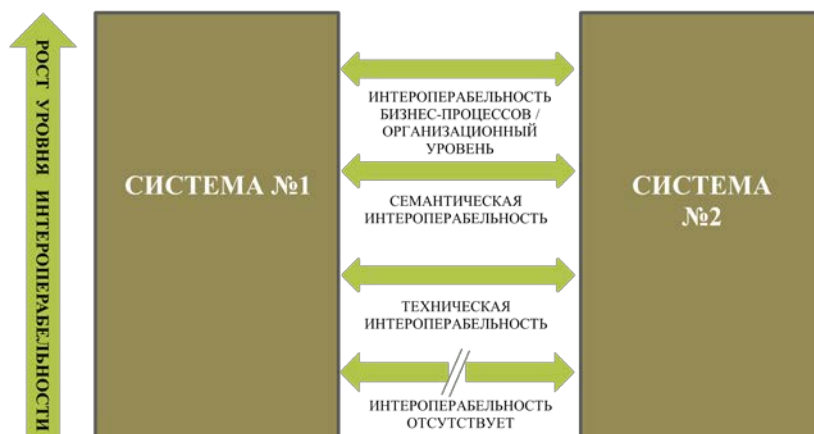 РОСТ УРОВНЯ ИНТЕРОПЕРАБЕЛЬНОСТИ
СИСТЕМА №1
ИНТЕРОПЕРАБЕЛЬНОСТЬ
БИЗНЕС-ПРОЦЕССОВ /
ОРГАНИЗАЦИОННЫЙ
УРОВЕНЬ
СЕМАНТИЧЕСКАЯ
ИНТЕРОПЕРАБЕЛЬНОСТЬ
ТЕХНИЧЕСКАЯ
ИНТЕРОПЕРАБЕЛЬНОСТЬ
ИНТЕРОПЕРАБЕЛЬНОСТЬ
ОТСУТСТВУЕТ
СИСТЕМА
№2